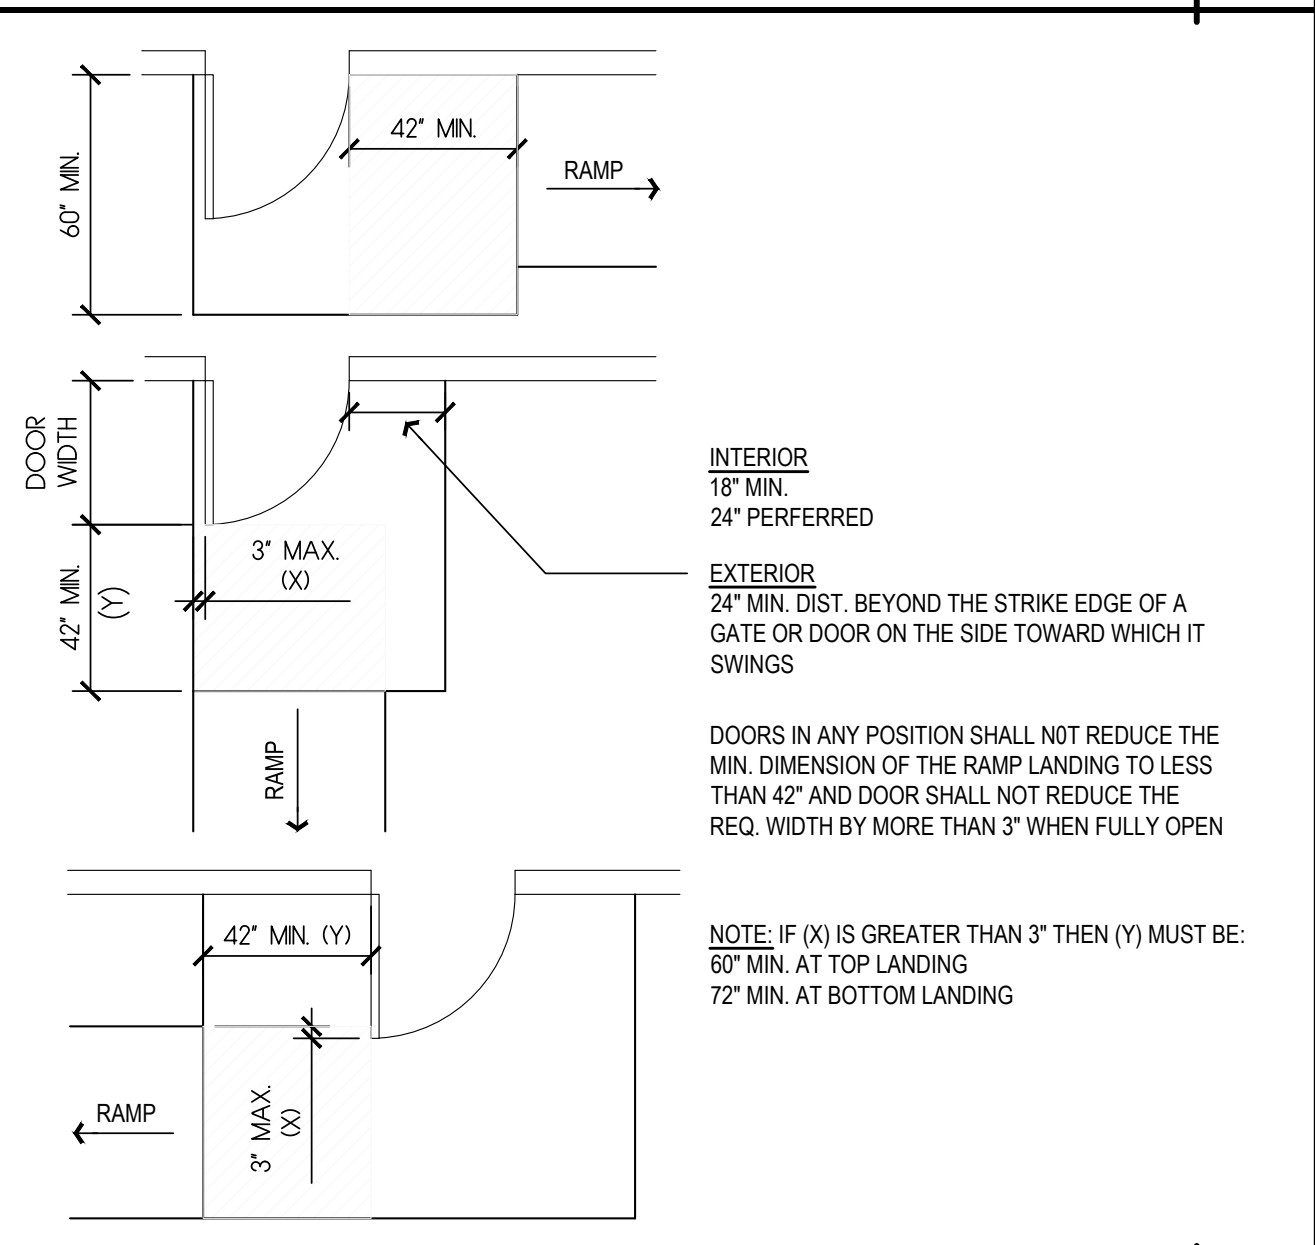 42" MIN.
60" MIN.
RAMP
DOOR
WIDTH
3" MAX.
(X)
42" MIN.
(Y)
RAMP
INTERIOR
18" MIN.
24" PERFERRED
EXTERIOR
24" MIN. DIST. BEYOND THE STRIKE EDGE OF A
GATE OR DOOR ON THE SIDE TOWARD WHICH IT
SWINGS
DOORS IN ANY POSITION SHALL N0T REDUCE THE
MIN. DIMENSION OF THE RAMP LANDING TO LESS
THAN 42" AND DOOR SHALL NOT REDUCE THE
REQ. WIDTH BY MORE THAN 3" WHEN FULLY OPEN
42" MIN. (Y)
3" MAX.
(X)
RAMP
NOTE: IF (X) IS GREATER THAN 3" THEN (Y) MUST BE:
60" MIN. AT TOP LANDING
72" MIN. AT BOTTOM LANDING